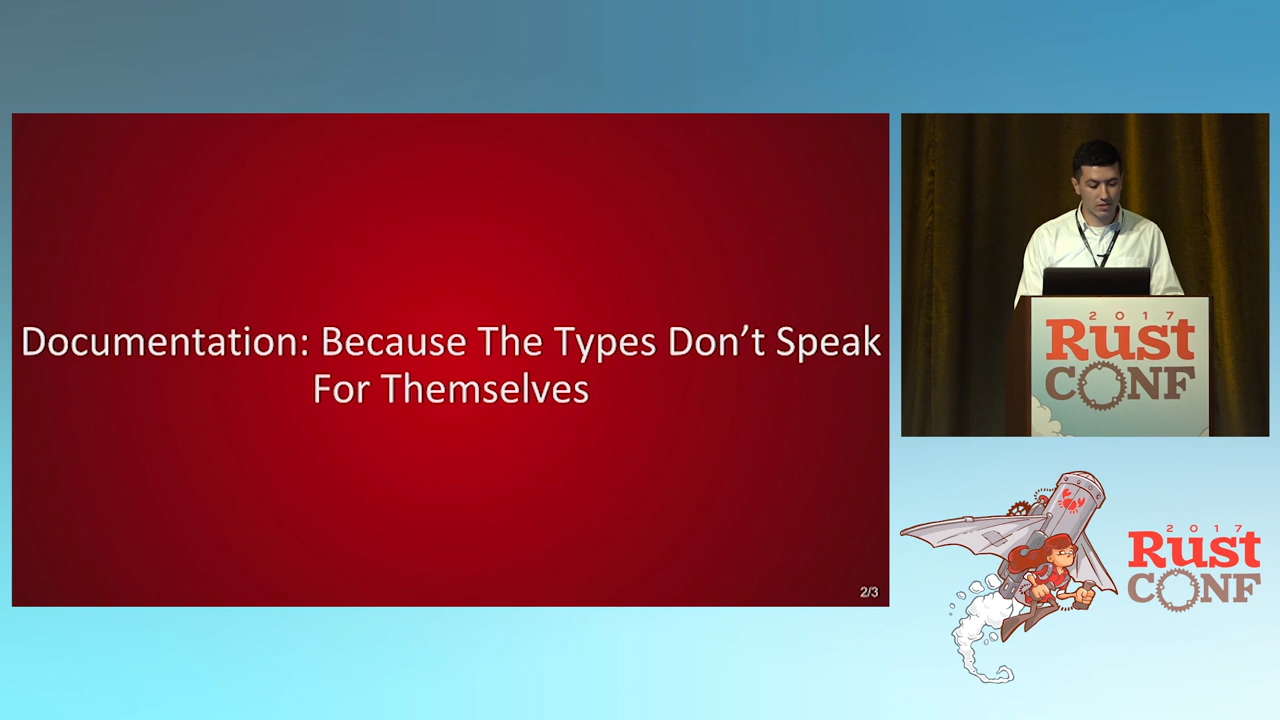 Documentation: Because The Types Don’t Speak
For Themselves
2/3
2017
Rust
CONF
2017
Rust
CONF